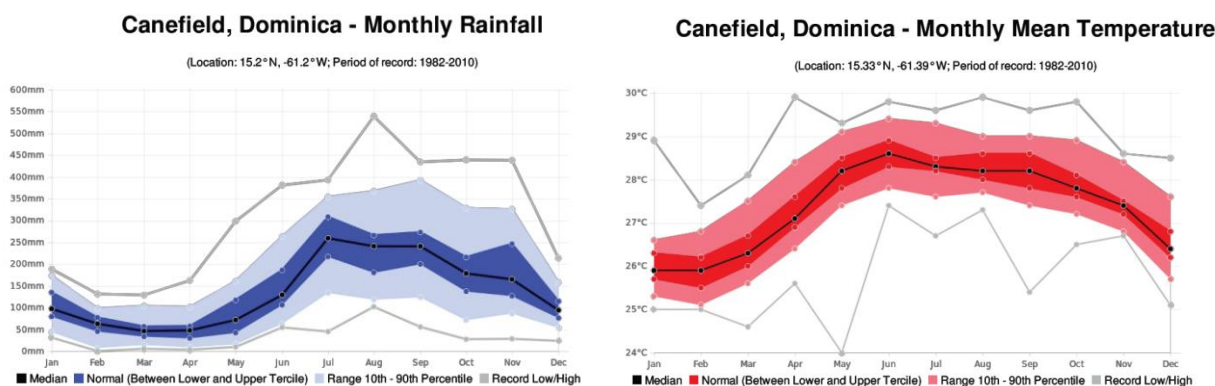 Canefield, Dominica - Monthly Rainfall
(Location: 15.2°N, -61.2°W; Period of record: 1982-2010)
600mm
550mm
500mm
450mm
400mm
350mm
300mm
250mm
200mm
150mm
100mm
50mm
0mm
Jan Feb Mar Apr May Jun Jul Aug Sep Oct Nov Dec
Median Normal (Between Lower and Upper Tercile) Range 10th - 90th Percentile Record Low/High
Canefield, Dominica - Monthly Mean Temperature
(Location: 15.33°N, -61.39°W; Period of record: 1982-2010)
30°C
29°C
28°C
27°C
26°C
25°C
24°C
Jan Feb Mar Apr May Jun Jul Aug Sep Oct Nov Dec
Median Normal (Between Lower and Upper Tercile) Range 10th - 90th Percentile Record Low/High